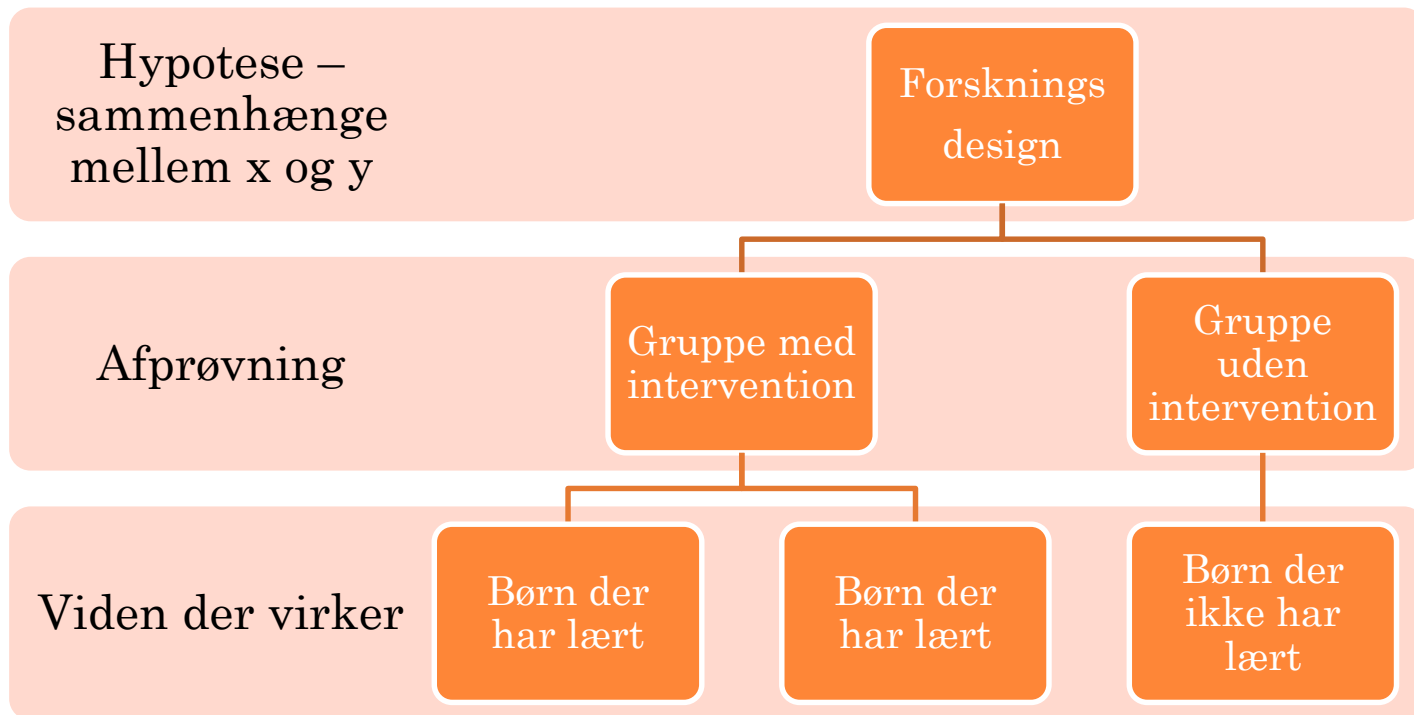 Hypotese –
sammenhænge
mellem x og y
Forsknings
design
Afprøvning
Gruppe med
intervention
Gruppe
uden
intervention
Viden der virker
Børn der
har lært
Børn der
har lært
Børn der
ikke har
lært